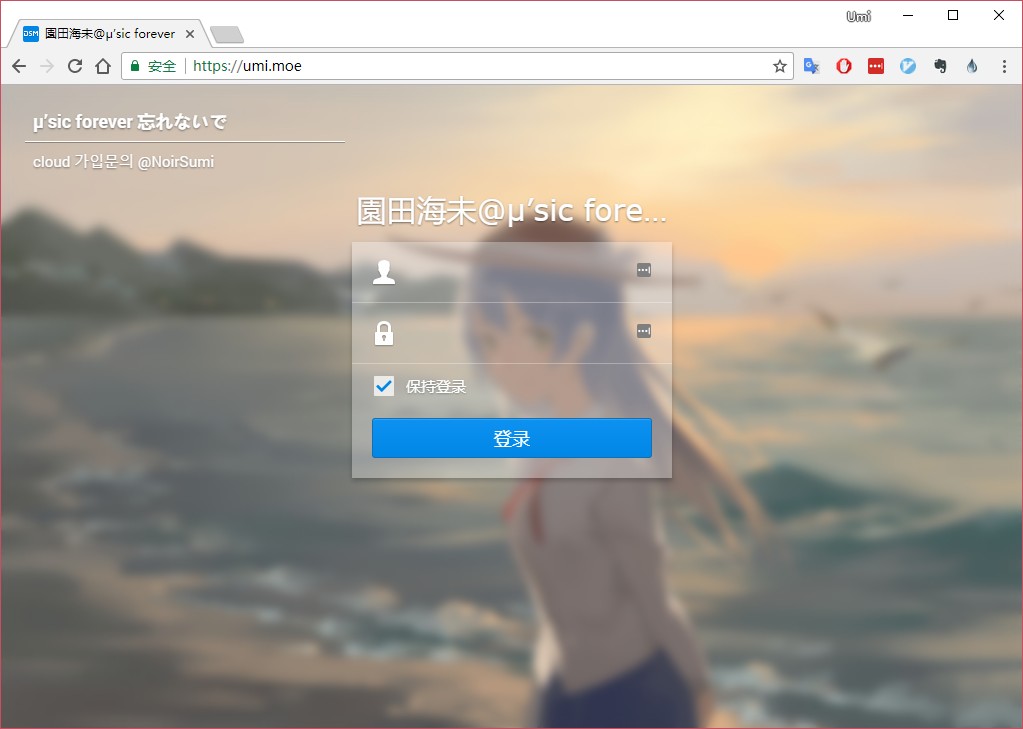 Umi
DSM 園田海未@μ’sic forever
安全 https://umi.moe
μ’sic forever 忘れないで
cloud 가입문의 @NoirSumi
園田海未@μ’sic fore...
保持登录
登录